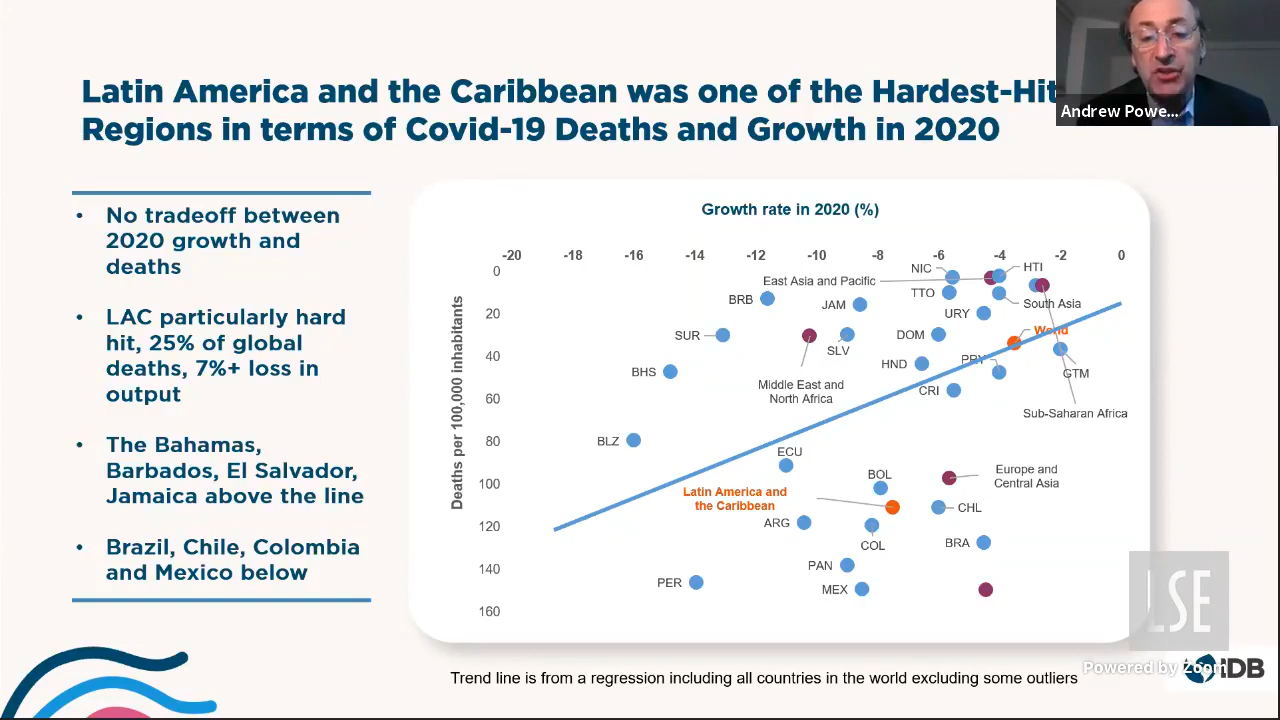 Latin America and the Caribbean was one of the Hardest-Hit
Regions in terms of Covid-19 Deaths and Growth in 2020
Andrew Powe...
• No tradeoff between
2020 growth and
deaths
• LAC particularly hard
hit, 25% of global
deaths, 7%+ loss in
output
• The Bahamas,
Barbados, El Salvador,
Jamaica above the line
• Brazil, Chile, Colombia
and Mexico below
Growth rate in 2020 (%)
-20 -18 -16 -14 -12 -10 -8 -6 -4 -2 0
Deaths per 100,000 inhabitants
0
20
40
60
80
100
120
140
160
NIC
HTI
East Asia and Pacific
TTO
BRB
JAM
South Asia
URY
SUR
SLV
DOM
World
HND
PRY
BHS
GTM
Middle East and
North Africa
CRI
Sub-Saharan Africa
BLZ
ECU
BOL
Europe and
Central Asia
Latin America and
the Caribbean
CHL
ARG
COL
BRA
PAN
PER
MEX
LSE
Powered by Zoom
IDB
Trend line is from a regression including all countries in the world excluding some outliers